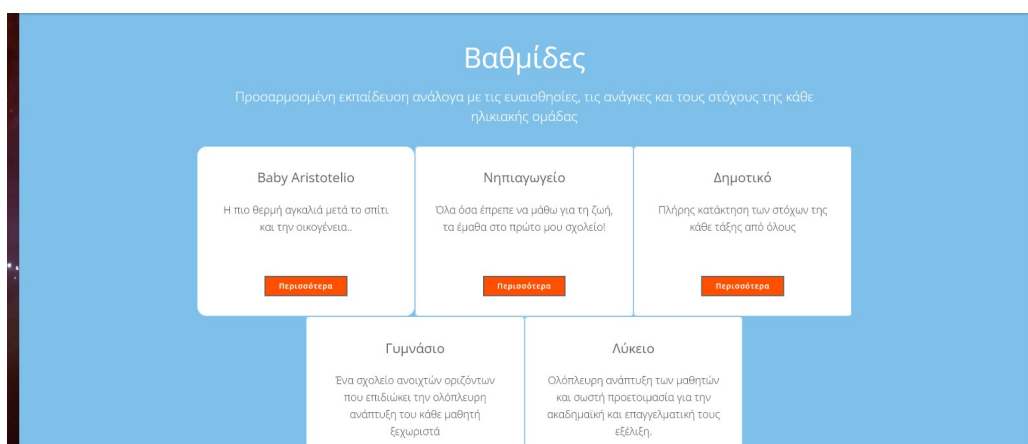 Βαθμίδες
Προσαρμοσμένη εκπαίδευση ανάλογα με τις ευαισθησίες, τις ανάγκες και τους στόχους της κάθε
ηλικιακής ομάδας
Baby Aristotelio
Η πιο θερμή αγκαλιά μετά το σπίτι
και την οικογένεια..
Περισσότερα
Νηπιαγωγείο
Όλα όσα έπρεπε να μάθω για τη ζωή,
τα έμαθα στο πρώτο μου σχολείο!
Περισσότερα
Δημοτικό
Πλήρης κατάκτηση των στόχων της
κάθε τάξης από όλους
Περισσότερα
Γυμνάσιο
Ένα σχολείο ανοιχτών οριζόντων
που επιδιώκει την ολόπλευρη
ανάπτυξη του κάθε μαθητή
ξεχωριστά
Λύκειο
Ολόπλευρη ανάπτυξη των μαθητών
και σωστή προετοιμασία για την
ακαδημαϊκή και επαγγελματική τους
εξέλιξη.